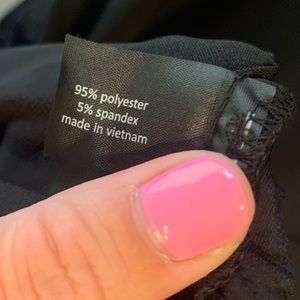 95% polyester
5% spandex
made in vietnam